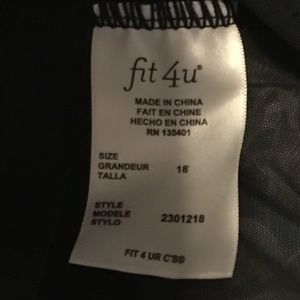 fit 4u®
MADE IN CHINA
FAIT EN CHINE
HECHO EN CHINA
RN 135401
SIZE
GRANDEUR 18
TALLA
STYLE
MODELE 2301218
STYLO
FIT 4 UR C'S®